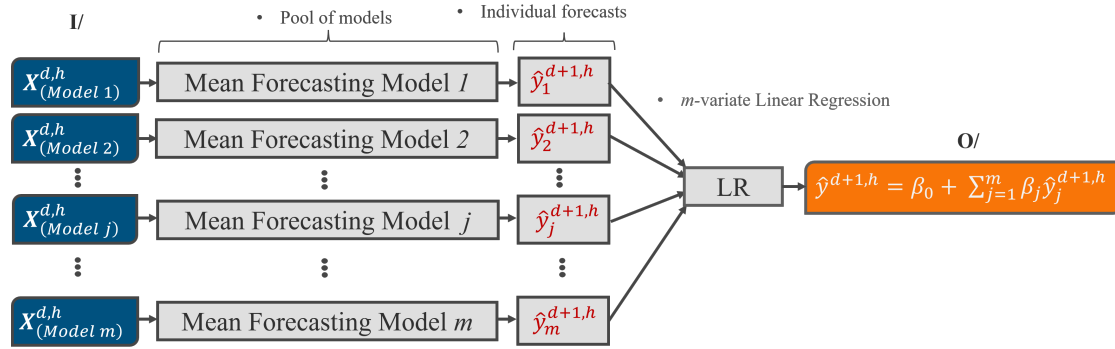 • Pool of models
• Individual forecasts
I/
X^{d,h}_{(Model 1)} Mean Forecasting Model 1 ŷ_1^{d+1,h}
• m-variate Linear Regression
X^{d,h}_{(Model 2)} Mean Forecasting Model 2 ŷ_2^{d+1,h}
O/
LR ŷ^{d+1,h} = β_0 + ∑_{j=1}^{m} β_j ŷ_j^{d+1,h}
X^{d,h}_{(Model j)} Mean Forecasting Model j ŷ_j^{d+1,h}
X^{d,h}_{(Model m)} Mean Forecasting Model m ŷ_m^{d+1,h}